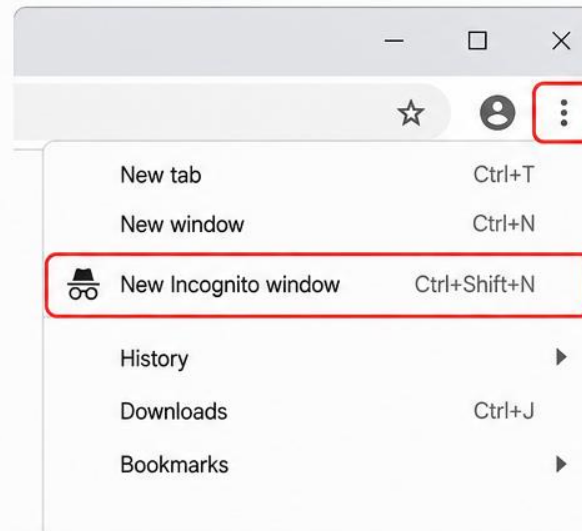 New tab Ctrl+T
New window Ctrl+N
New Incognito window Ctrl+Shift+N
History
Downloads Ctrl+J
Bookmarks